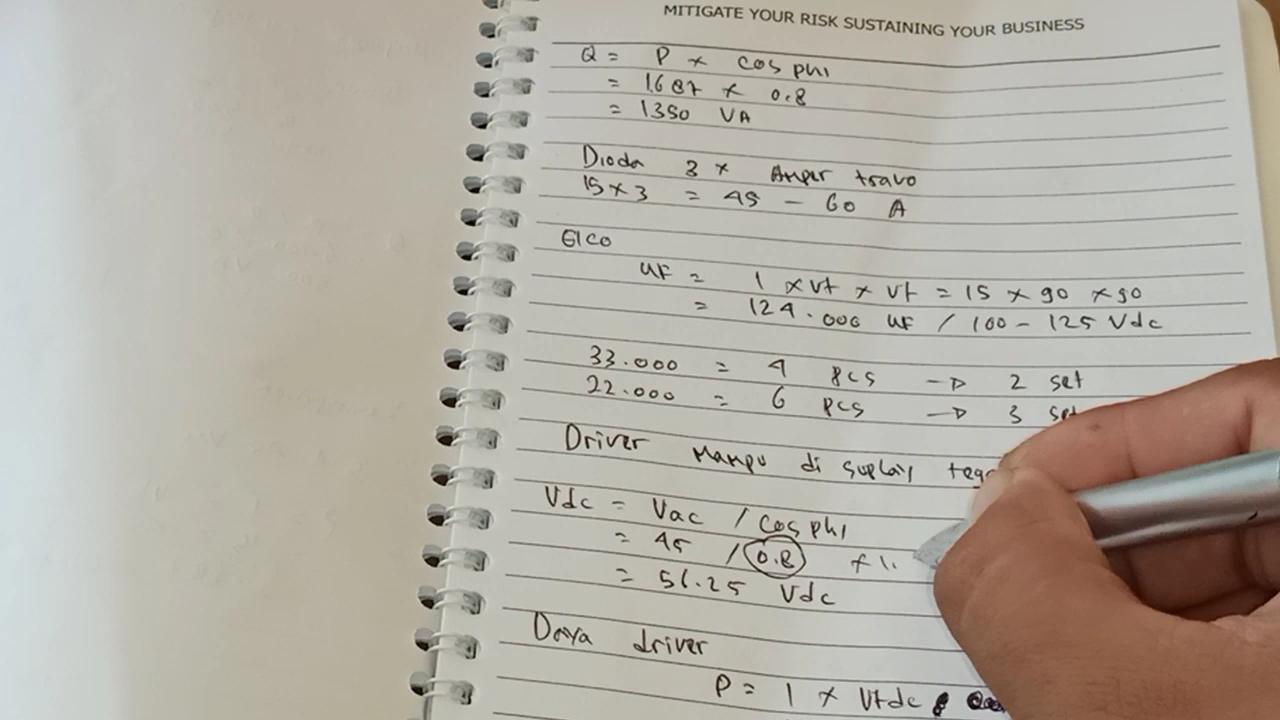 MITIGATE YOUR RISK SUSTAINING YOUR BUSINESS
Q = P x cos phi
= 1687 x 0.8
= 1350 VA
Dioda 3 x Amper travo
15 x 3 = 45 - 60 A
Elco
uF = 1 x Vt x Vt = 15 x 90 x 90
= 124.000 uF / 100 - 125 Vdc
33.000 = 4 pcs -> 2 set
22.000 = 6 pcs -> 3 set
Driver Mampu di suplay
Vdc = Vac / cos phi
= 45 / 0.8
= 56.25 Vdc
Daya driver
P = 1 x Vtdc